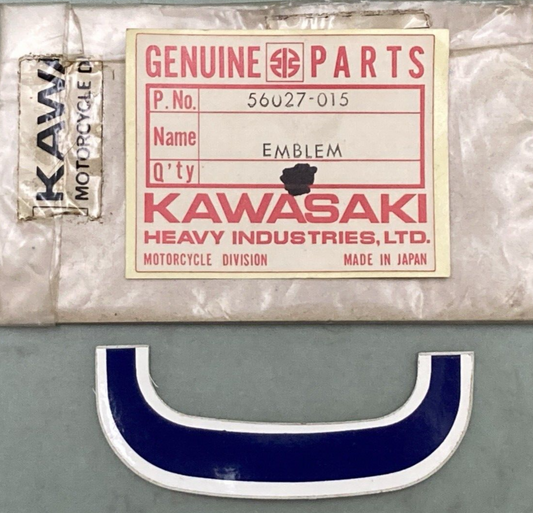 GENUINE PARTS
P. No. 56027-015
Name EMBLEM
Q'ty
KAWASAKI
HEAVY INDUSTRIES, LTD.
MOTORCYCLE DIVISION MADE IN JAPAN
KAWA
MOTORCYCLE D